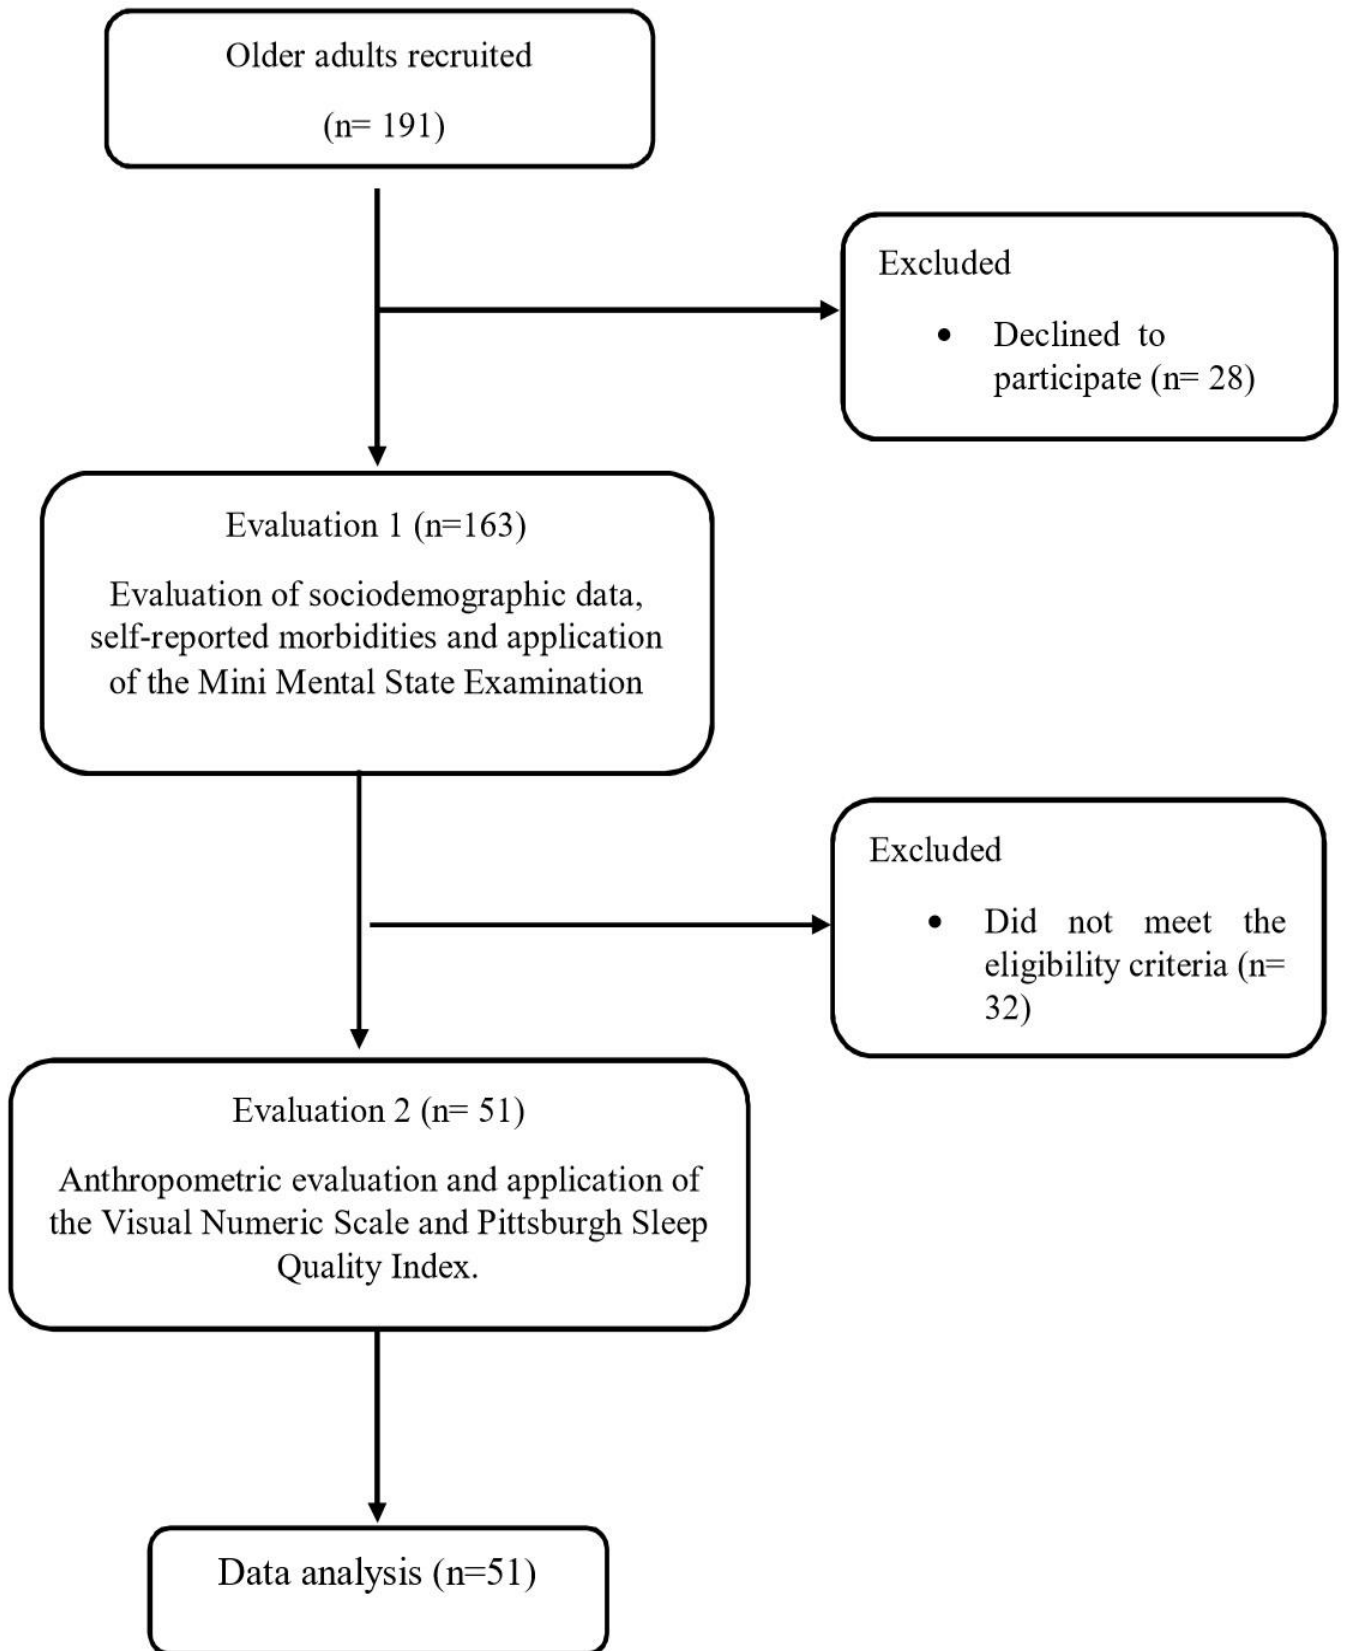 Older adults recruited
(n= 191)
Excluded
• Declined to
participate (n= 28)
Evaluation 1 (n=163)
Evaluation of sociodemographic data,
self-reported morbidities and application
of the Mini Mental State Examination
Excluded
• Did not meet the
eligibility criteria (n=
32)
Evaluation 2 (n= 51)
Anthropometric evaluation and application of
the Visual Numeric Scale and Pittsburgh Sleep
Quality Index.
Data analysis (n=51)